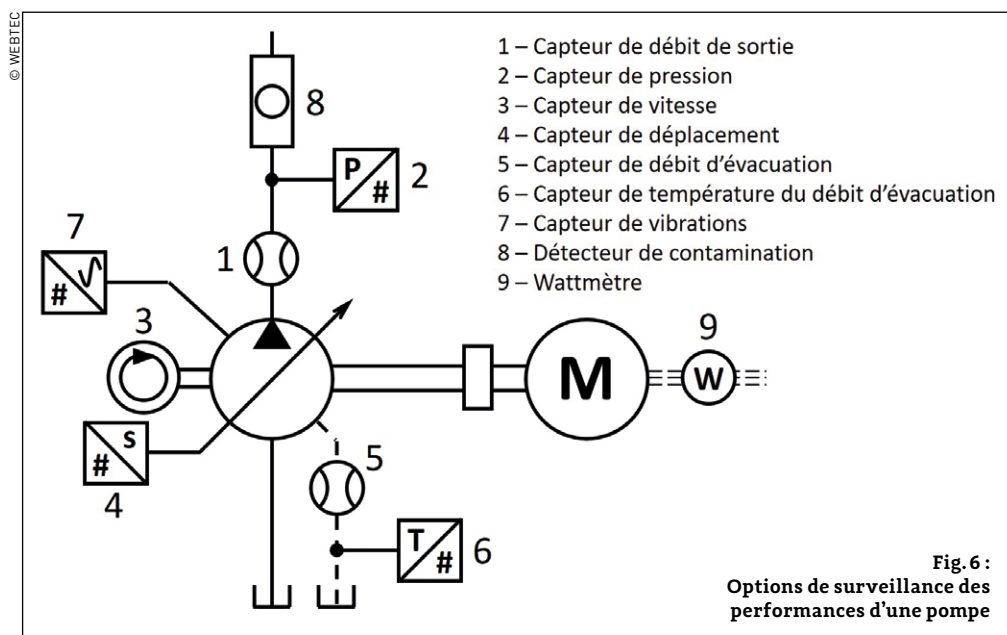 © WEBTEC
1 – Capteur de débit de sortie
2 – Capteur de pression
3 – Capteur de vitesse
4 – Capteur de déplacement
5 – Capteur de débit d'évacuation
6 – Capteur de température du débit d'évacuation
7 – Capteur de vibrations
8 – Détecteur de contamination
9 – Wattmètre
8
P
#
2
7
#
1
3
M
9
W
s
#
4
5
T
#
6
Fig. 6 :
Options de surveillance des
performances d'une pompe